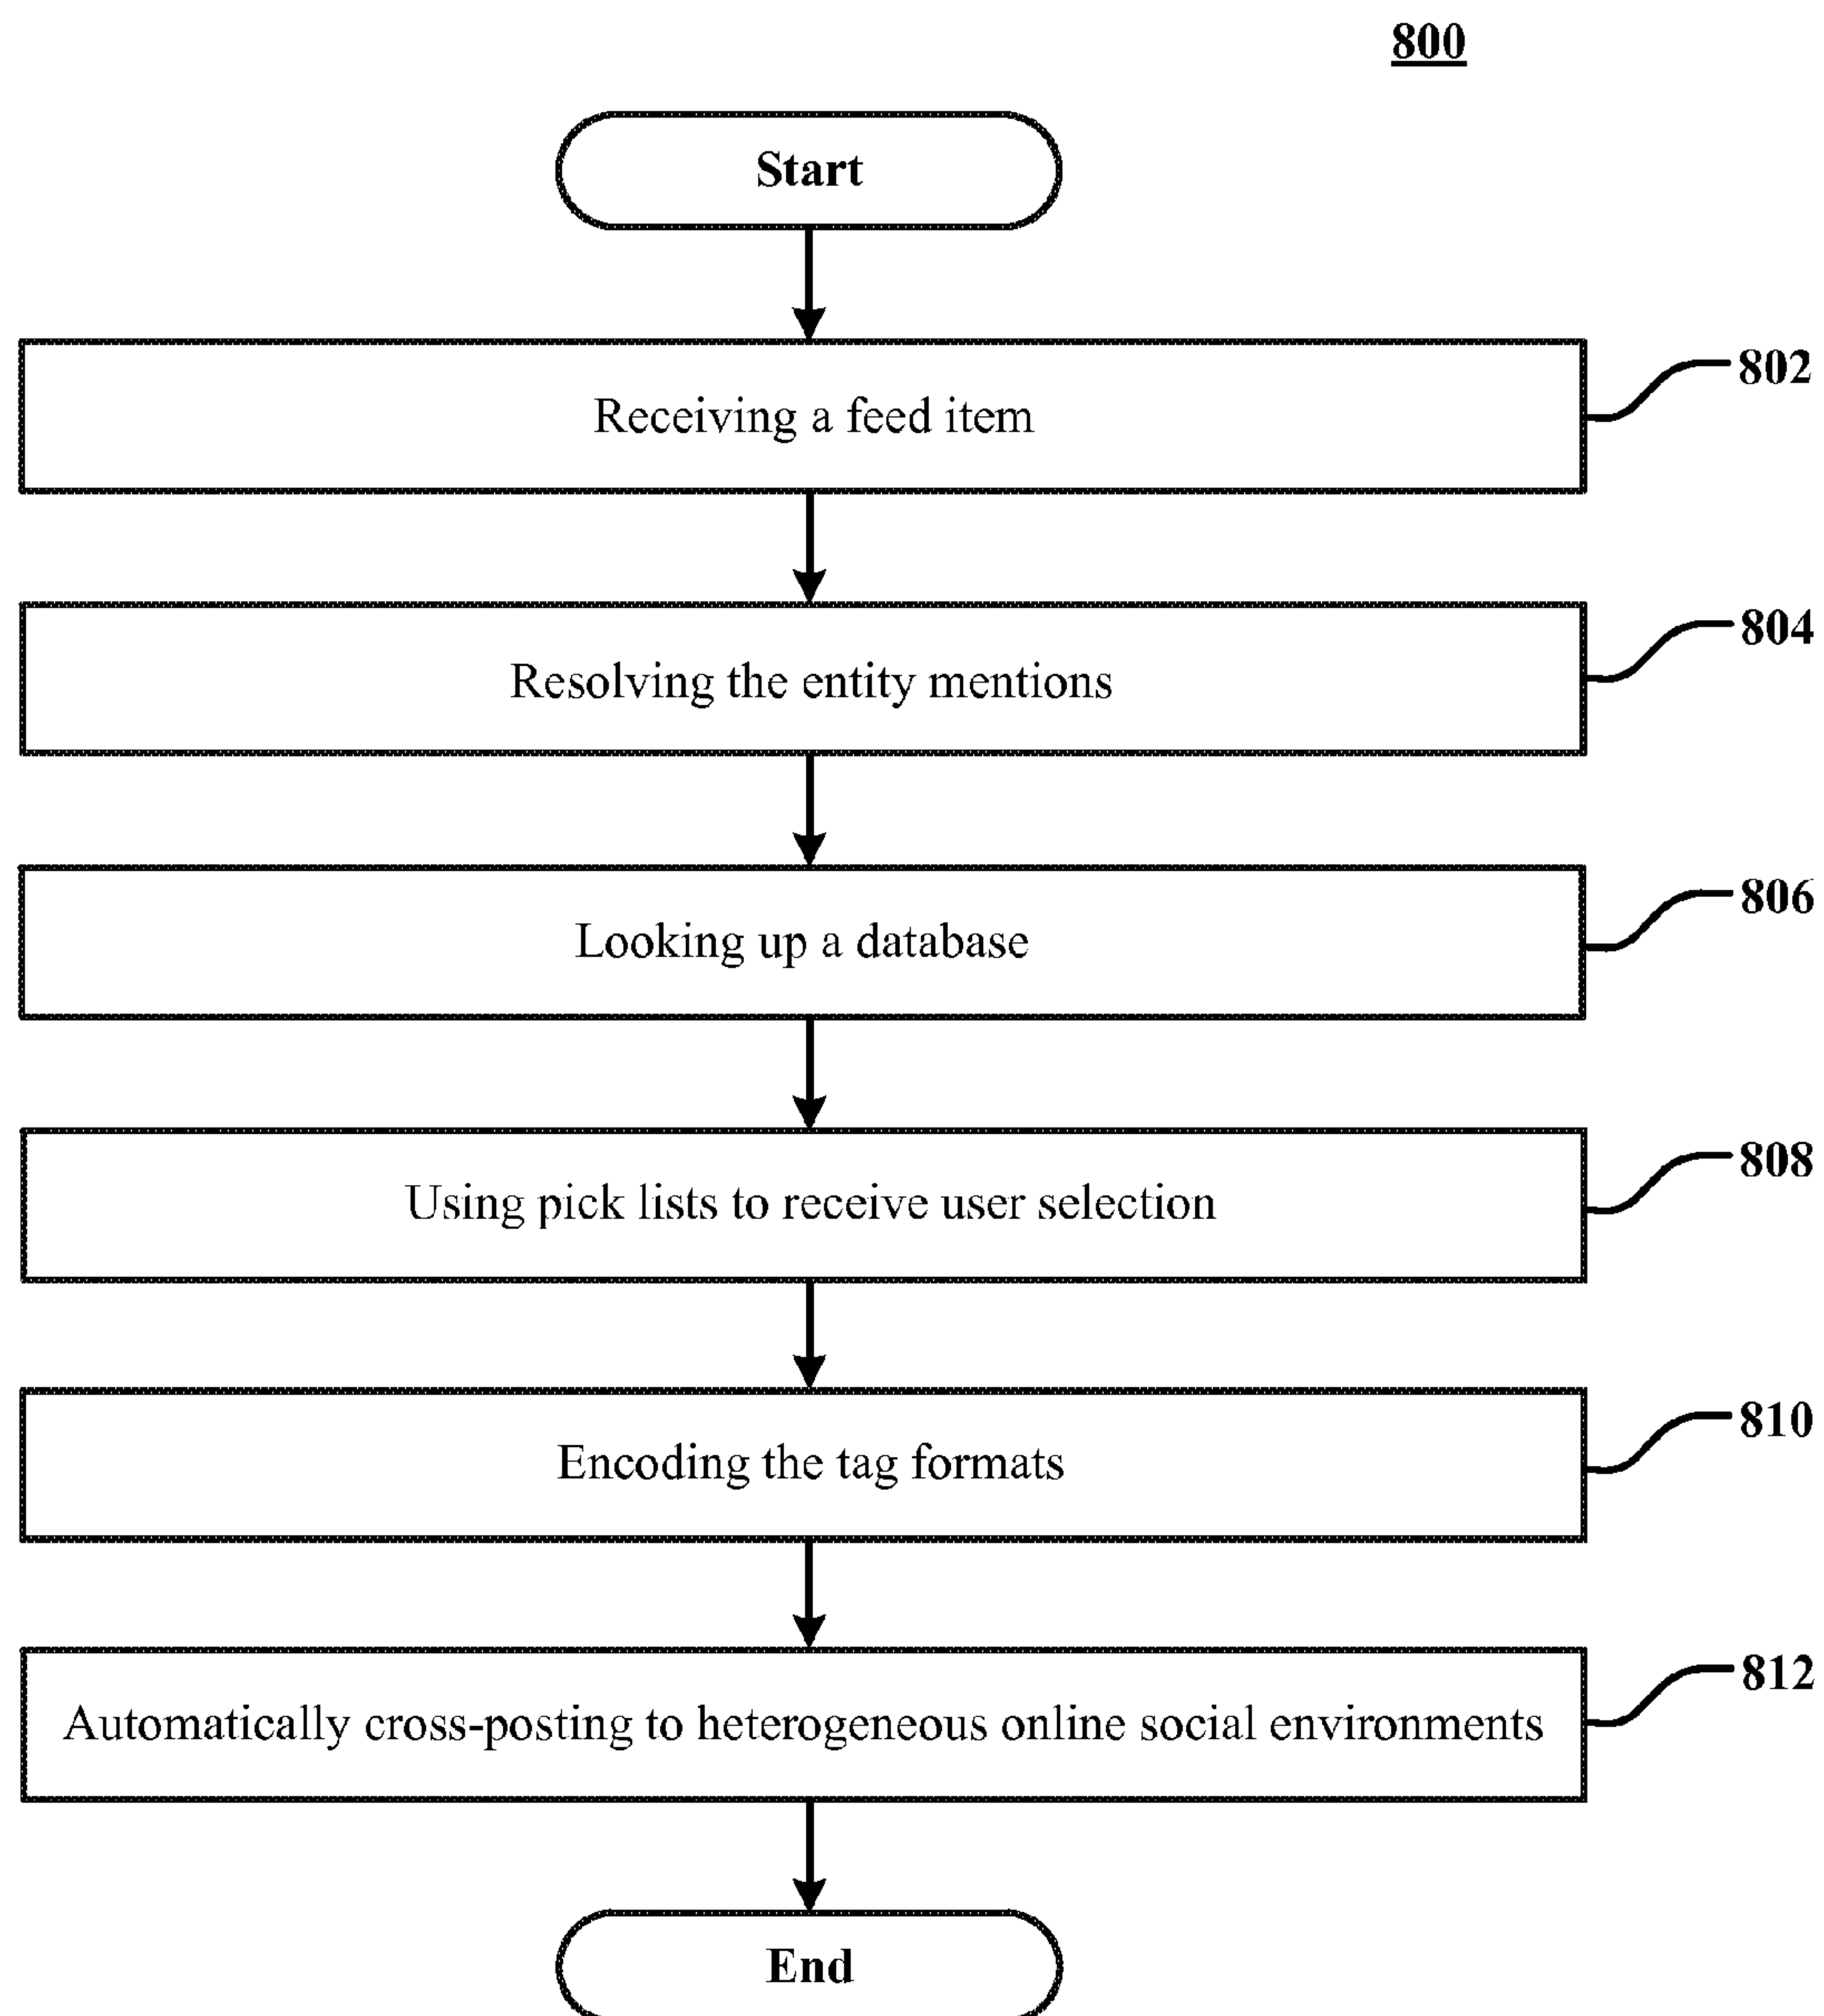 800
Start
Receiving a feed item
802
Resolving the entity mentions
804
Looking up a database
806
Using pick lists to receive user selection
808
Encoding the tag formats
810
Automatically cross-posting to heterogeneous online social environments
812
End